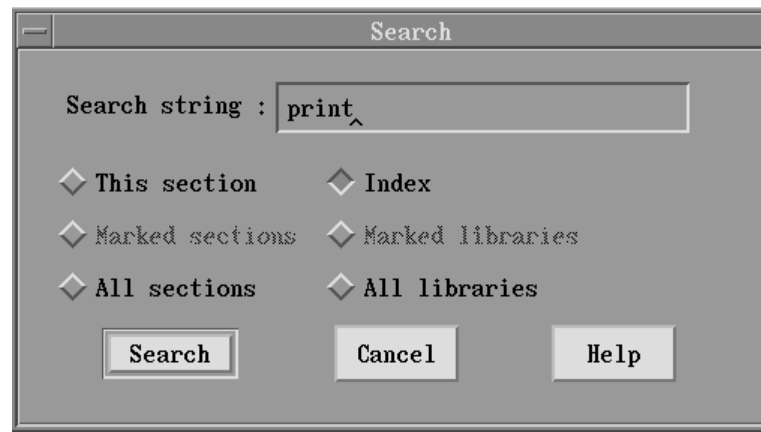 Search
Search string : print
This section Index
Marked sections Marked libraries
All sections All libraries
Search Cancel Help